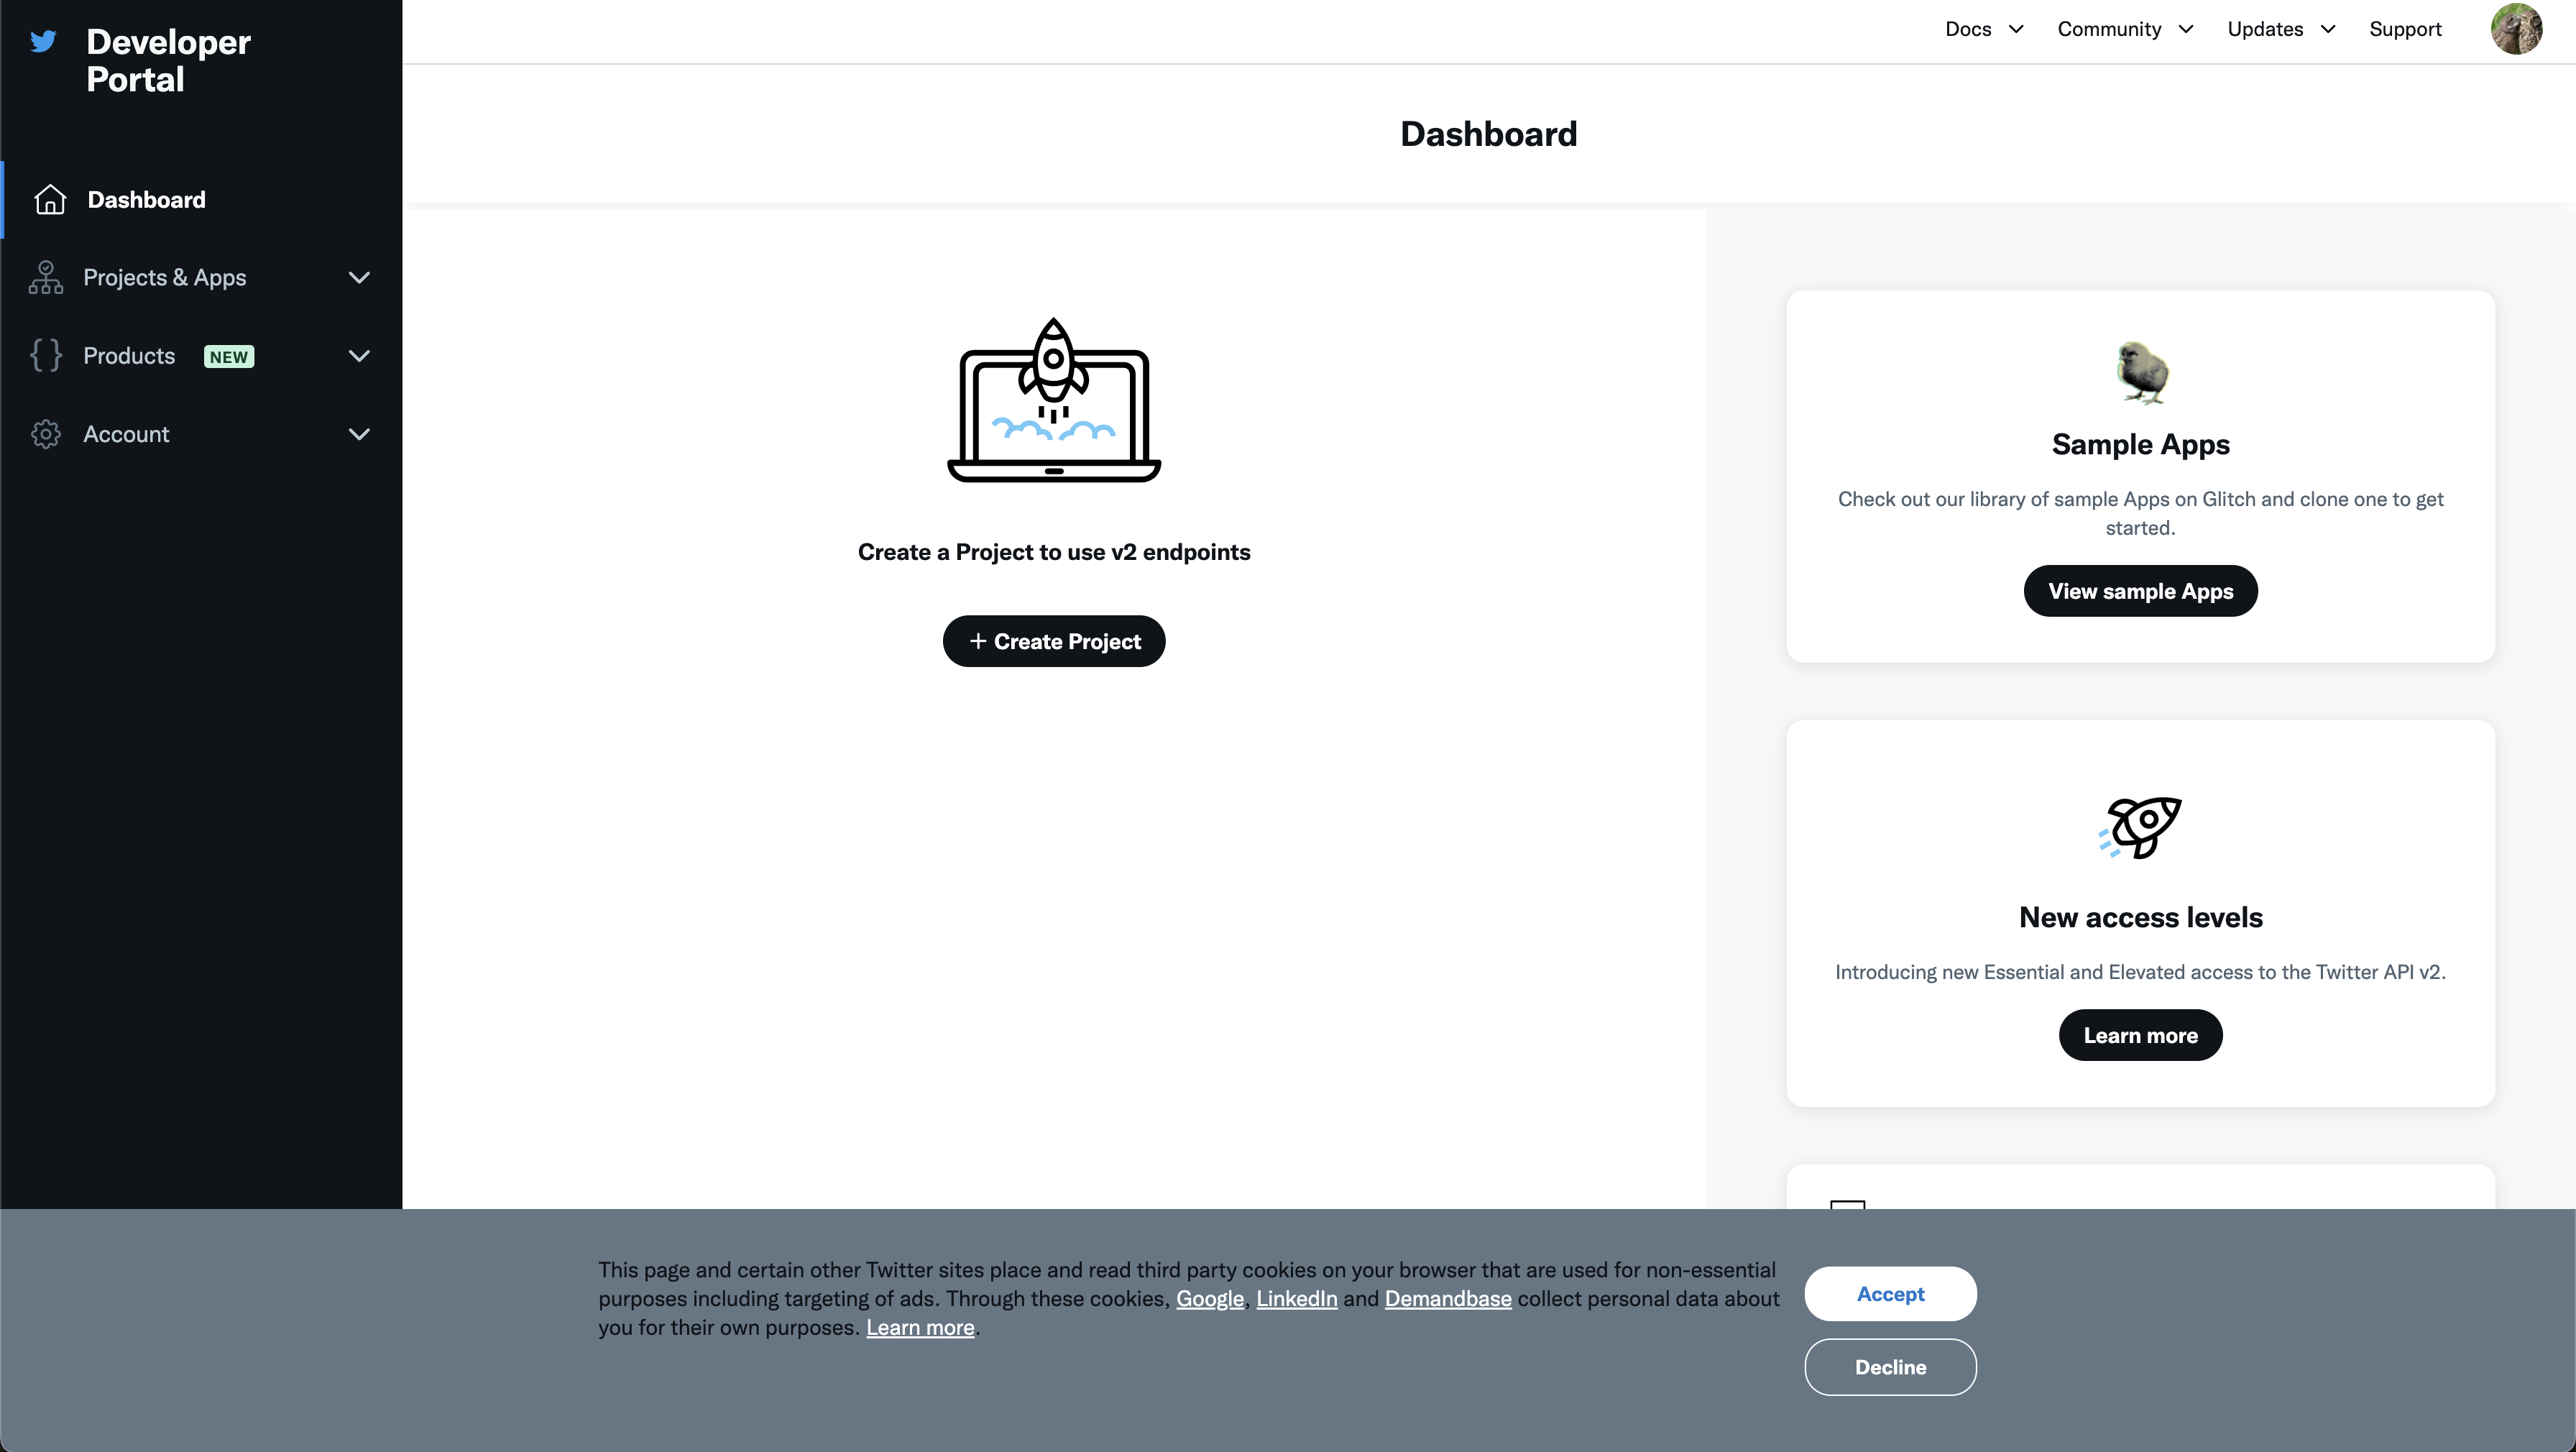 Developer
Portal
Dashboard
Projects & Apps
Products NEW
Account
Docs Community Updates Support
Dashboard
Create a Project to use v2 endpoints
+ Create Project
Sample Apps
Check out our library of sample Apps on Glitch and clone one to get
started.
View sample Apps
New access levels
Introducing new Essential and Elevated access to the Twitter API v2.
Learn more
This page and certain other Twitter sites place and read third party cookies on your browser that are used for non-essential
purposes including targeting of ads. Through these cookies, Google, LinkedIn and Demandbase collect personal data about
you for their own purposes. Learn more.
Accept
Decline